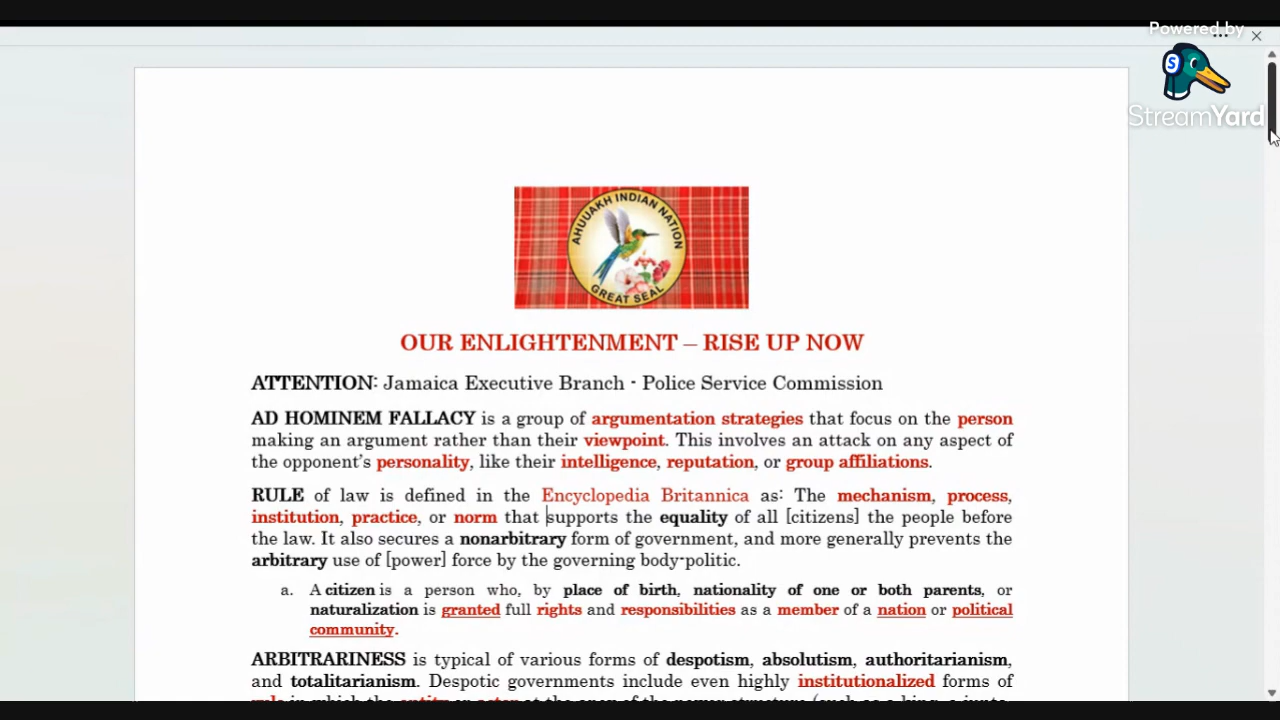 Powered by
StreamYard
AHUUAKH INDIAN NATION
GREAT SEAL
OUR ENLIGHTENMENT – RISE UP NOW
ATTENTION: Jamaica Executive Branch - Police Service Commission
AD HOMINEM FALLACY is a group of argumentation strategies that focus on the person
making an argument rather than their viewpoint. This involves an attack on any aspect of
the opponent's personality, like their intelligence, reputation, or group affiliations.
RULE of law is defined in the Encyclopedia Britannica as: The mechanism, process,
institution, practice, or norm that supports the equality of all [citizens] the people before
the law. It also secures a nonarbitrary form of government, and more generally prevents the
arbitrary use of [power] force by the governing body-politic.
a. A citizen is a person who, by place of birth, nationality of one or both parents, or
naturalization is granted full rights and responsibilities as a member of a nation or political
community.
ARBITRARINESS is typical of various forms of despotism, absolutism, authoritarianism,
and totalitarianism. Despotic governments include even highly institutionalized forms of